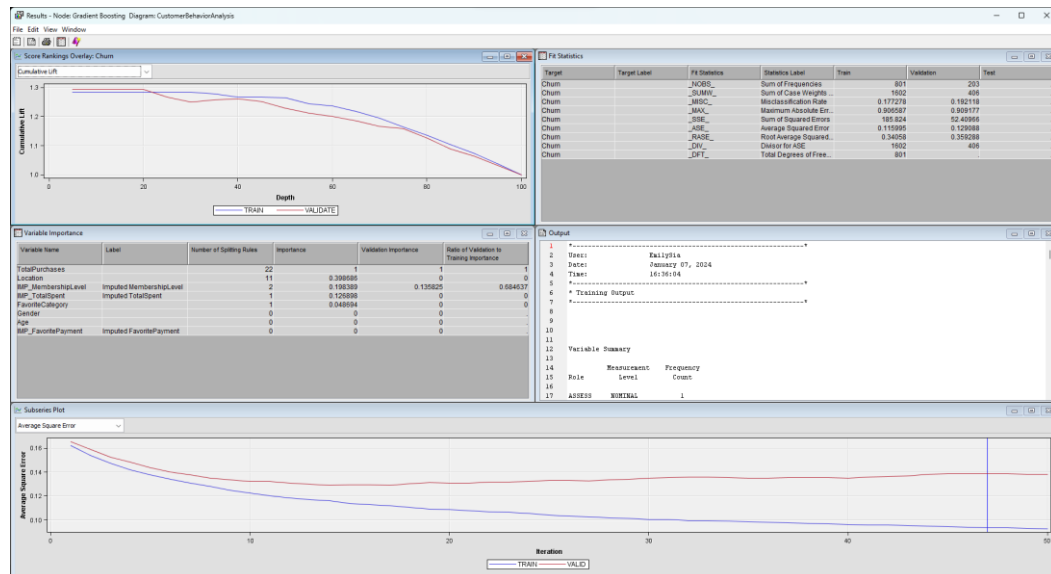 Results - Node: Gradient Boosting Diagram: CustomerBehaviorAnalysis
File Edit View Window
Score Rankings Overlay: Churn
Cumulative Lift
1.3
1.2
1.1
1.0
Cumulative Lift
0 20 40 60 80 100
Depth
TRAIN VALIDATE
Fit Statistics
Target Target Label Fit Statistics Statistics Label Train Validation Test
Churn _NOBS_ Sum of Frequencies 801 203
Churn _SUMW_ Sum of Case Weights ... 1602 406
Churn _MISC_ Misclassification Rate 0.177278 0.192118
Churn _MAX_ Maximum Absolute Err... 0.906587 0.909177
Churn _SSE_ Sum of Squared Errors 185.824 52.40966
Churn _ASE_ Average Squared Error 0.115995 0.129088
Churn _RASE_ Root Average Squared... 0.34058 0.359288
Churn _DIV_ Divisor for ASE 1602 406
Churn _DFT_ Total Degrees of Free... 801 .
Variable Importance
Variable Name Label Number of Splitting Rules Importance Validation Importance Ratio of Validation to Training Importance
TotalPurchases 22 1 1 1
Location 11 0.398686 0 0
IMP_MembershipLevel Imputed MembershipLevel 2 0.198389 0.135825 0.684637
IMP_TotalSpent Imputed TotalSpent 1 0.126898 0 0
FavoriteCategory 1 0.048694 0 0
Gender 0 0 0 .
Age 0 0 0 .
IMP_FavoritePayment Imputed FavoritePayment 0 0 0 .
Output
1 *------------------------------------------------------------*
2 User: EmilySia
3 Date: January 07, 2024
4 Time: 16:36:04
5 *------------------------------------------------------------*
6 * Training Output
7 *------------------------------------------------------------*
8
9
10
11
12 Variable Summary
13
14 Measurement Frequency
15 Role Level Count
16
17 ASSESS NOMINAL 1
Subseries Plot
Average Square Error
0.16
0.14
0.12
0.10
Average Square Error
0 10 20 30 40 50
Iteration
TRAIN VALID